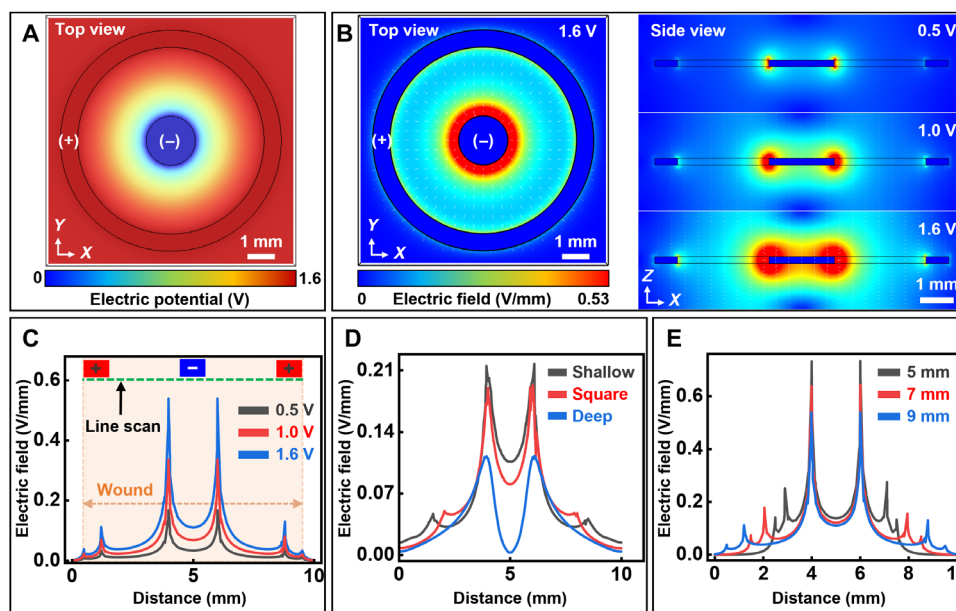 A
Top view
(+)
(–)
Y
X
1 mm
0
1.6
Electric potential (V)
B
Top view
1.6 V
(+)
(–)
Y
X
1 mm
0
Electric field (V/mm)
0.53
Side view
0.5 V
1.0 V
1.6 V
Z
X
1 mm
C
+
–
+
Line scan
0.5 V
1.0 V
1.6 V
Wound
Electric field (V/mm)
0.6
0.4
0.2
0.0
0
2
4
6
8
10
Distance (mm)
D
Shallow
Square
Deep
Electric field (V/mm)
0.21
0.14
0.07
0.00
0
5
10
Distance (mm)
E
5 mm
7 mm
9 mm
Electric field (V/mm)
0.6
0.4
0.2
0.0
0
2
4
6
8
Distance (mm)